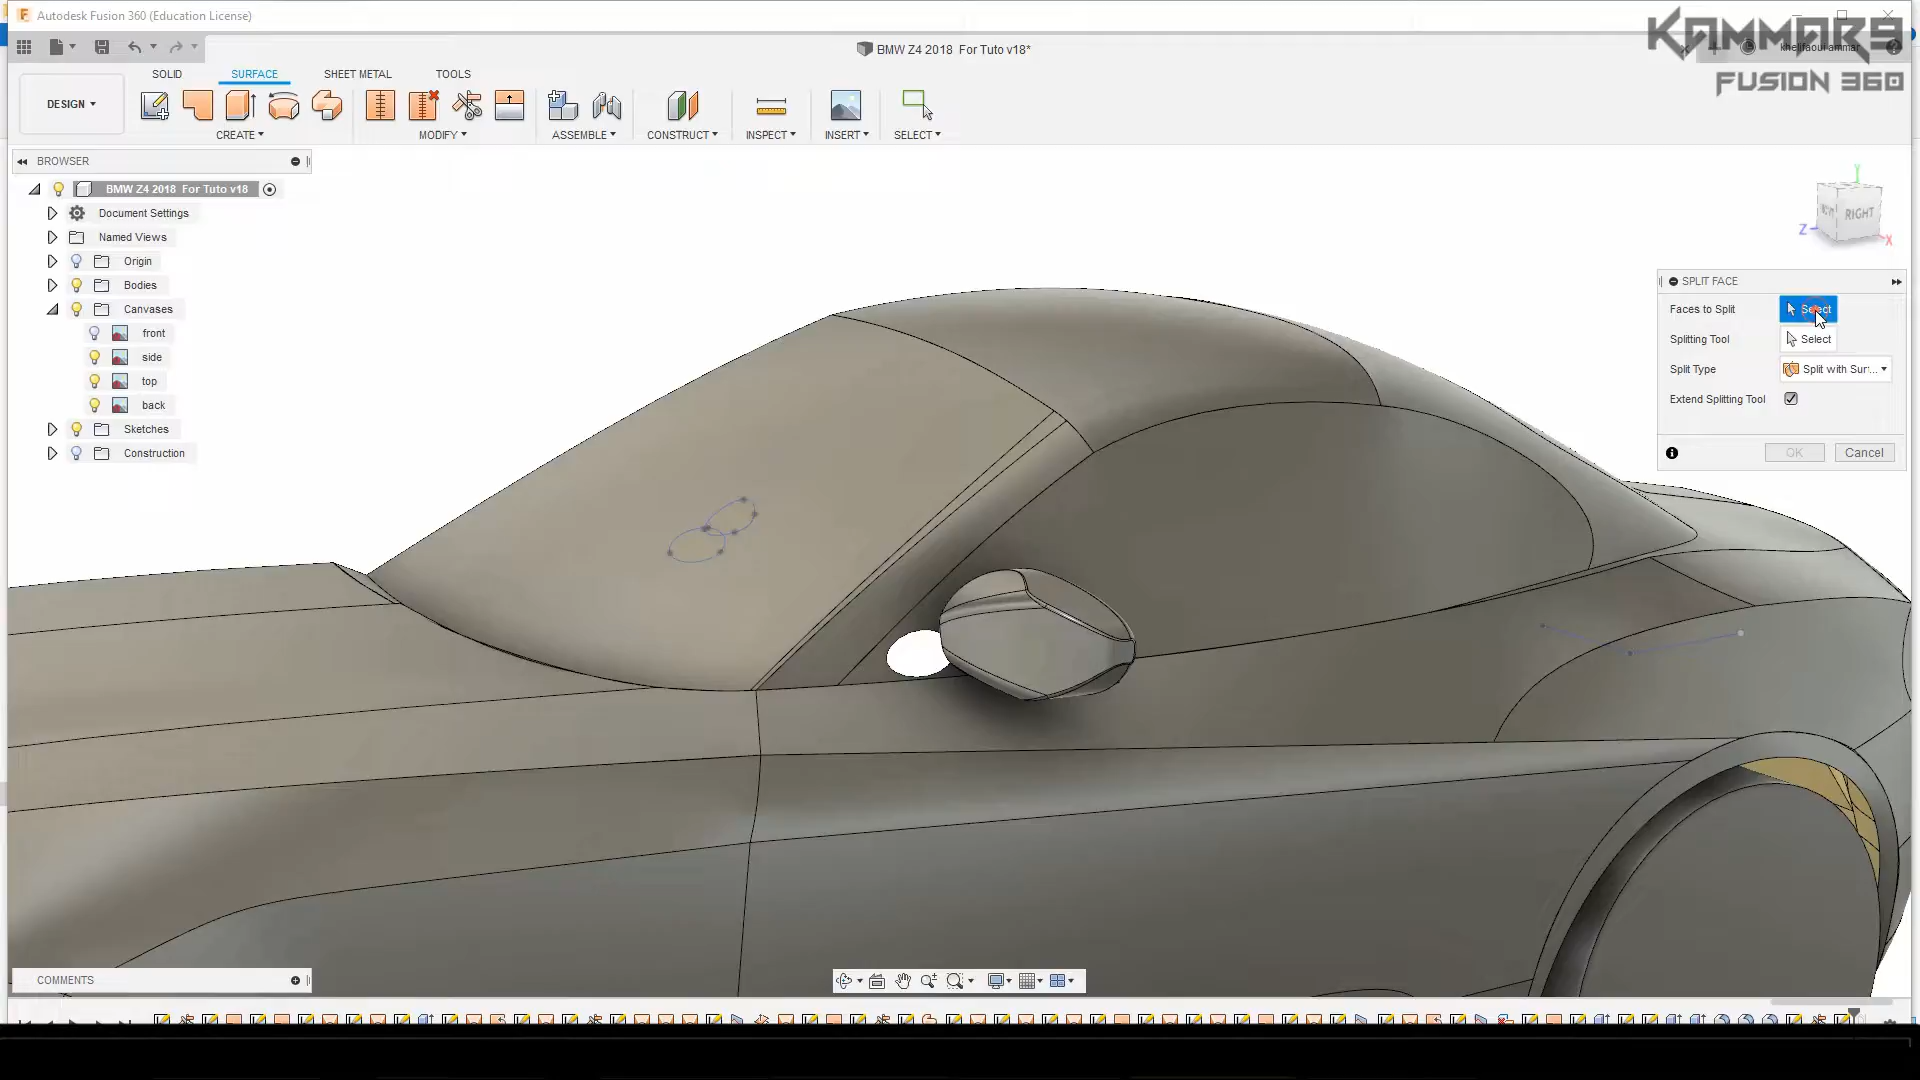 Autodesk Fusion 360 (Education License)
KAMMARS
FUSION 360
BMW Z4 2018 For Tuto v18*
khelifaoui ammar
SOLID SURFACE SHEET METAL TOOLS
DESIGN
CREATE MODIFY ASSEMBLE CONSTRUCT INSPECT INSERT SELECT
BROWSER
BMW Z4 2018 For Tuto v18
Document Settings
Named Views
Origin
Bodies
Canvases
front
side
top
back
Sketches
Construction
RIGHT
Y
Z
X
SPLIT FACE
Faces to Split Select
Splitting Tool Select
Split Type Split with Sur...
Extend Splitting Tool
OK Cancel
COMMENTS